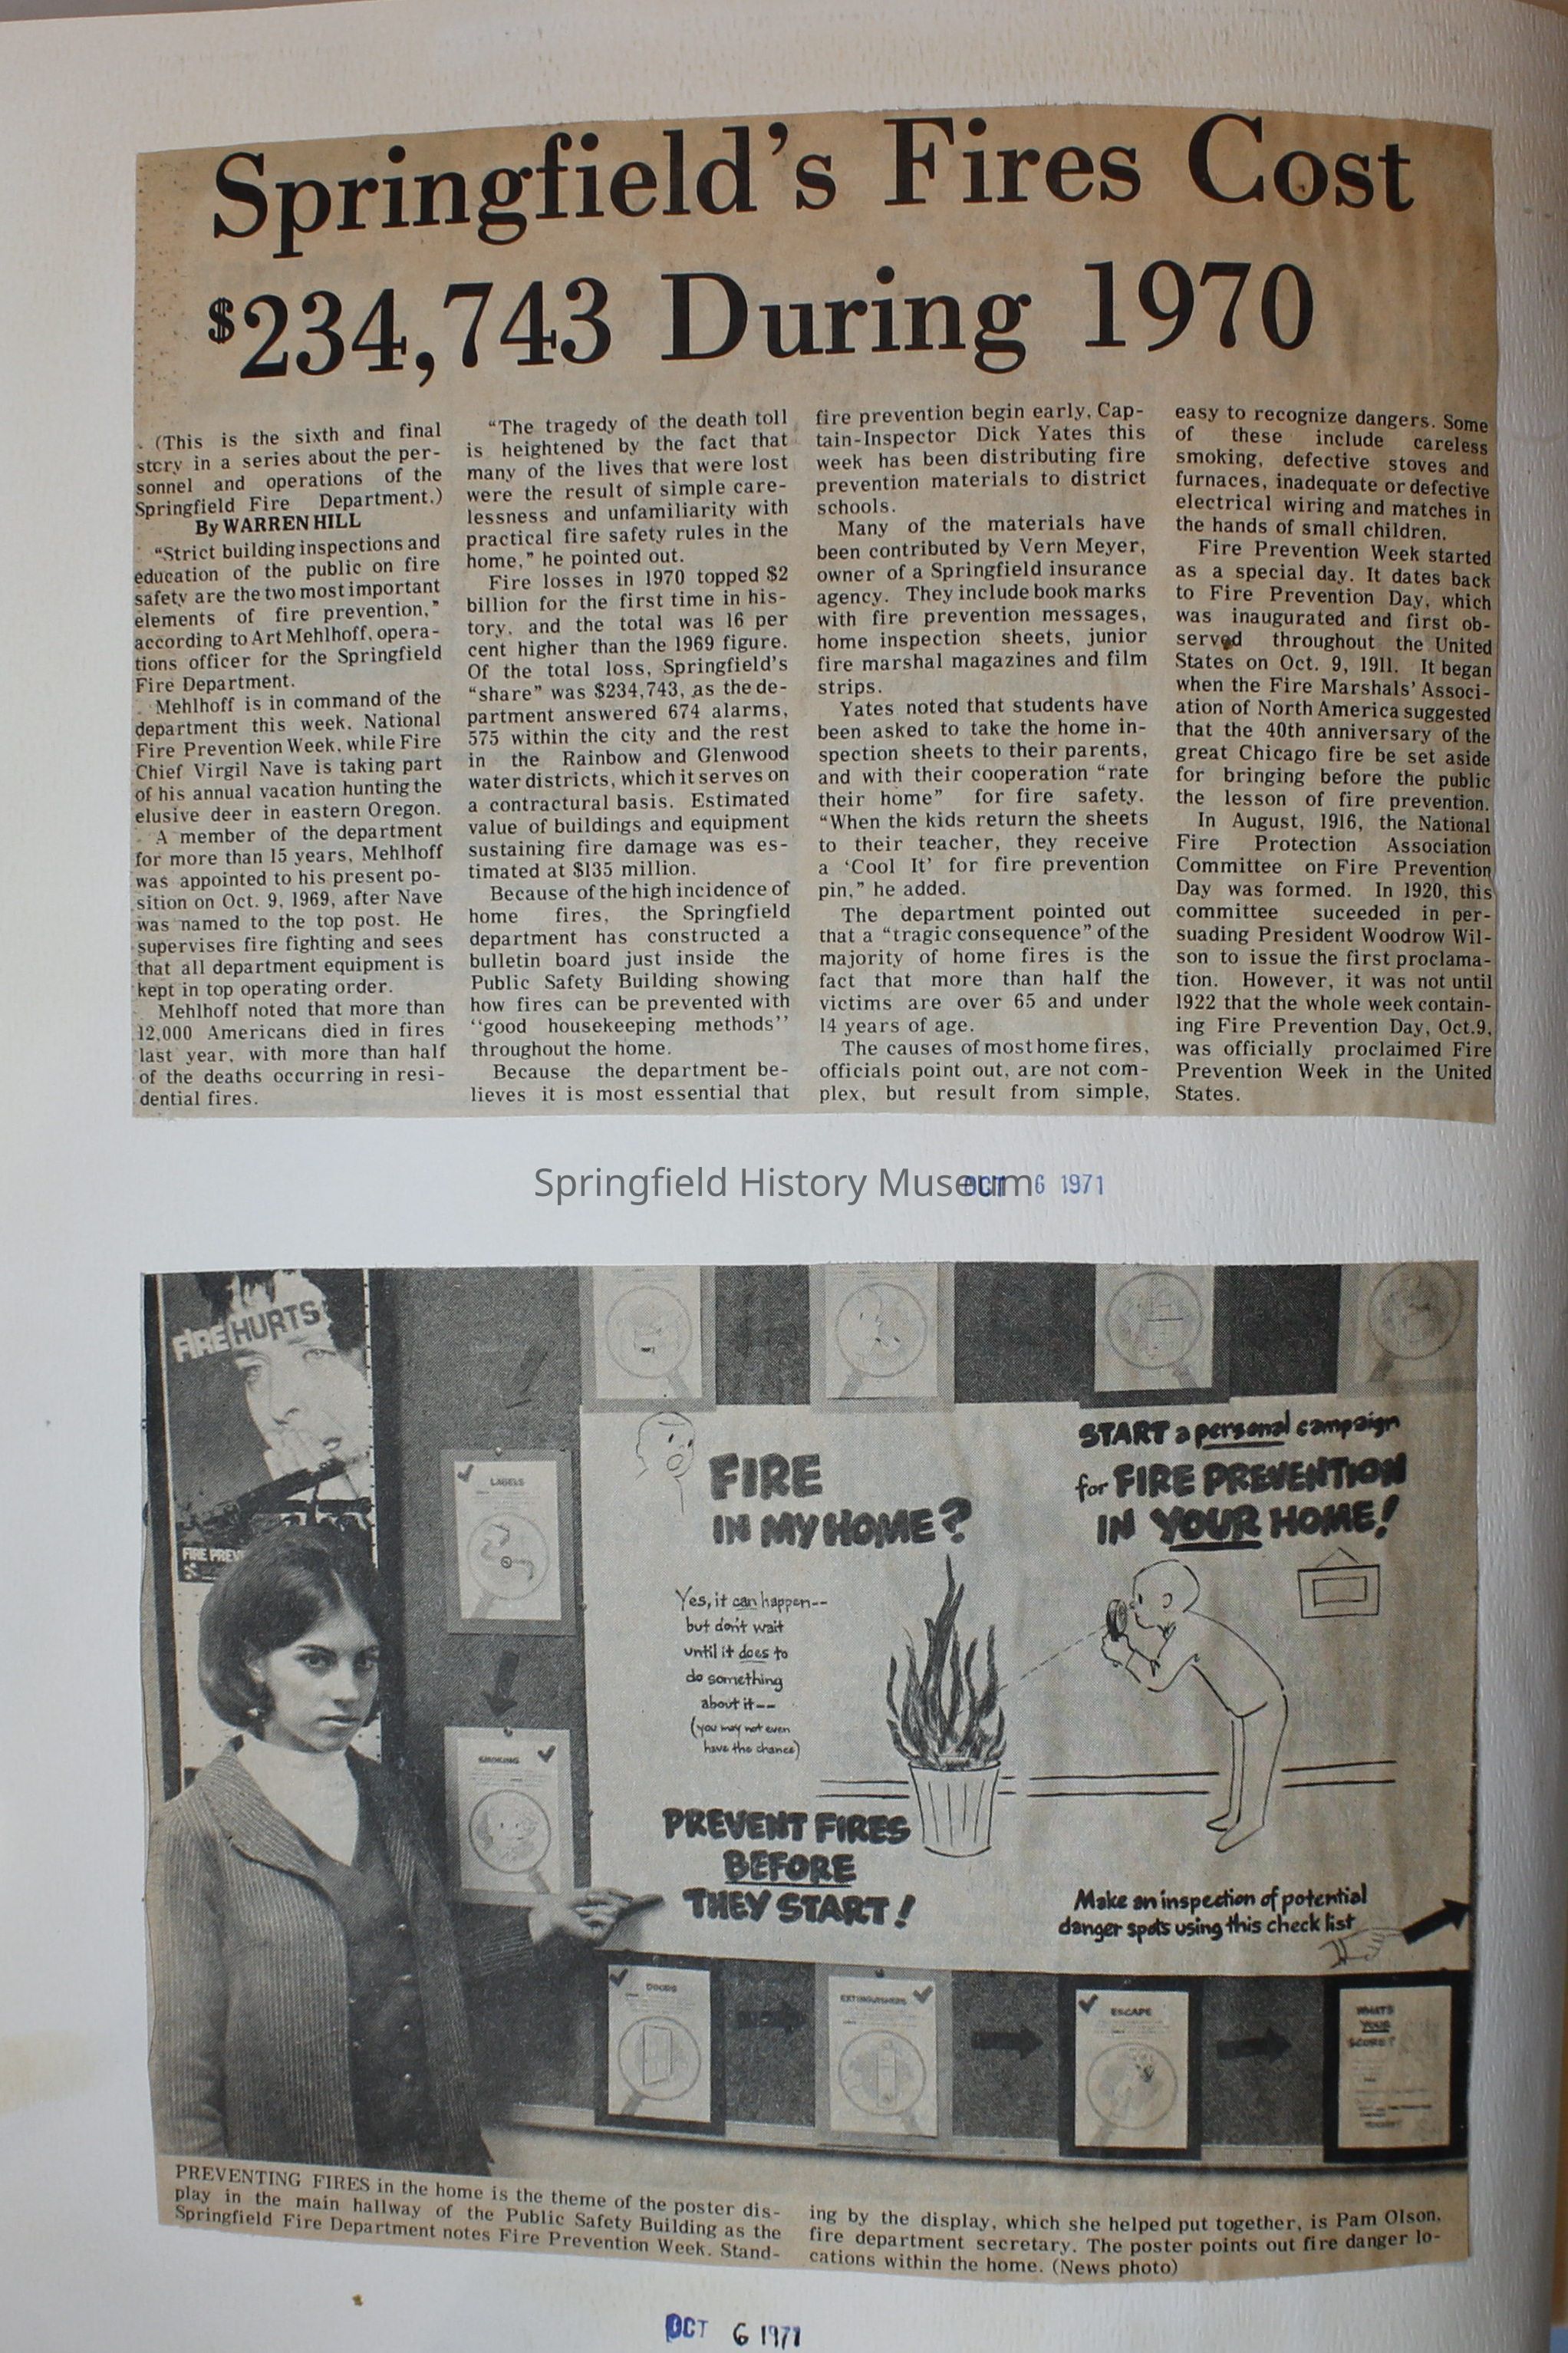 Springfield's Fires Cost
$234,743 During 1970
(This is the sixth and final
story in a series about the per-
sonnel and operations of the
Springfield Fire Department.)
By WARREN HILL
"Strict building inspections and
education of the public on fire
safety are the two most important
elements of fire prevention,"
according to Art Mehlhoff, opera-
tions officer for the Springfield
Fire Department.
Mehlhoff is in command of the
department this week, National
Fire Prevention Week, while Fire
Chief Virgil Nave is taking part
of his annual vacation hunting the
elusive deer in eastern Oregon.
A member of the department
for more than 15 years, Mehlhoff
was appointed to his present po-
sition on Oct. 9, 1969, after Nave
was named to the top post. He
supervises fire fighting and sees
that all department equipment is
kept in top operating order.
Mehlhoff noted that more than
12,000 Americans died in fires
last year, with more than half
of the deaths occurring in resi-
dential fires.
"The tragedy of the death toll
is heightened by the fact that
many of the lives that were lost
were the result of simple care-
lessness and unfamiliarity with
practical fire safety rules in the
home," he pointed out.
Fire losses in 1970 topped $2
billion for the first time in his-
tory, and the total was 16 per
cent higher than the 1969 figure.
Of the total loss, Springfield's
"share" was $234,743, as the de-
partment answered 674 alarms,
575 within the city and the rest
in the Rainbow and Glenwood
water districts, which it serves on
a contractural basis. Estimated
value of buildings and equipment
sustaining fire damage was es-
timated at $135 million.
Because of the high incidence of
home fires, the Springfield
department has constructed a
bulletin board just inside the
Public Safety Building showing
how fires can be prevented with
"good housekeeping methods"
throughout the home.
Because the department be-
lieves it is most essential that
fire prevention begin early, Cap-
tain-Inspector Dick Yates this
week has been distributing fire
prevention materials to district
schools.
Many of the materials have
been contributed by Vern Meyer,
owner of a Springfield insurance
agency. They include book marks
with fire prevention messages,
home inspection sheets, junior
fire marshal magazines and film
strips.
Yates noted that students have
been asked to take the home in-
spection sheets to their parents,
and with their cooperation "rate
their home" for fire safety.
"When the kids return the sheets
to their teacher, they receive
a 'Cool It' for fire prevention
pin," he added.
The department pointed out
that a "tragic consequence" of the
majority of home fires is the
fact that more than half the
victims are over 65 and under
14 years of age.
The causes of most home fires,
officials point out, are not com-
plex, but result from simple,
easy to recognize dangers. Some
of these include careless
smoking, defective stoves and
furnaces, inadequate or defective
electrical wiring and matches in
the hands of small children.
Fire Prevention Week started
as a special day. It dates back
to Fire Prevention Day, which
was inaugurated and first ob-
served throughout the United
States on Oct. 9, 1911. It began
when the Fire Marshals' Associ-
ation of North America suggested
that the 40th anniversary of the
great Chicago fire be set aside
for bringing before the public
the lesson of fire prevention.
In August, 1916, the National
Fire Protection Association
Committee on Fire Prevention
Day was formed. In 1920, this
committee suceeded in per-
suading President Woodrow Wil-
son to issue the first proclama-
tion. However, it was not until
1922 that the whole week contain-
ing Fire Prevention Day, Oct.9,
was officially proclaimed Fire
Prevention Week in the United
States.
Springfield History Museum
OCT 6 1971
FIRE HURTS
FIRE PREV
LABELS
SMOKING
FIRE
IN MY HOME?
Yes, it can happen--
but don't wait
until it does to
do something
about it--
(you may not even
have the chance)
PREVENT FIRES
BEFORE
THEY START!
START a personal campaign
for FIRE PREVENTION
IN YOUR HOME!
Make an inspection of potential
danger spots using this check list
DOORS
EXTINGUISHERS
ESCAPE
WHATS
YOUR
SCORE?
PREVENTING FIRES in the home is the theme of the poster dis-
play in the main hallway of the Public Safety Building as the
Springfield Fire Department notes Fire Prevention Week. Stand-
ing by the display, which she helped put together, is Pam Olson,
fire department secretary. The poster points out fire danger lo-
cations within the home. (News photo)
OCT 6 1971